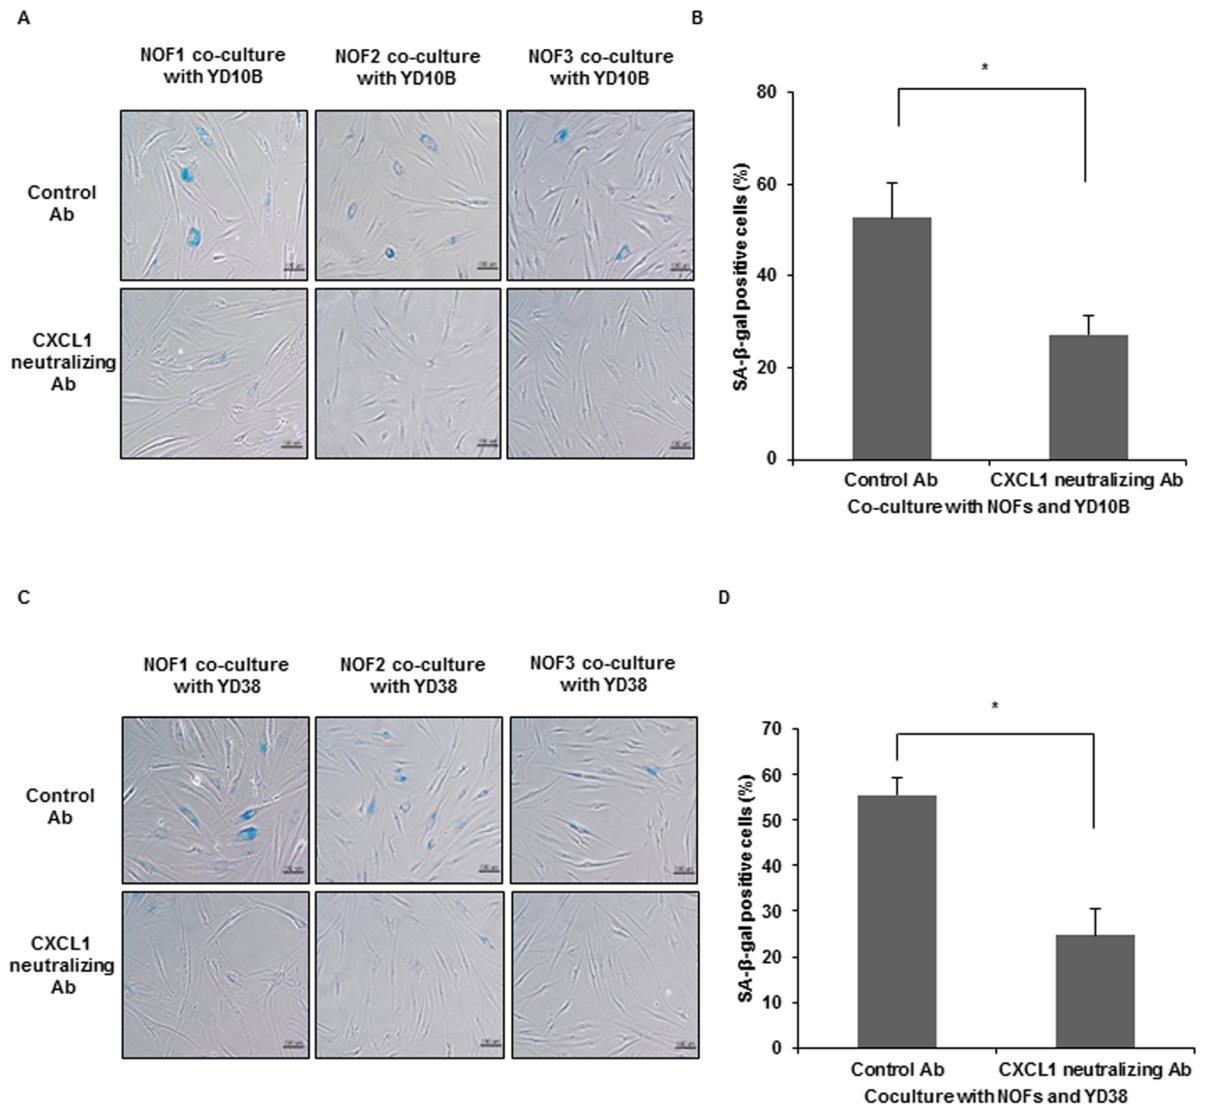 A
NOF1 co-culture
with YD10B
NOF2 co-culture
with YD10B
NOF3 co-culture
with YD10B
Control
Ab
CXCL1
neutralizing
Ab
B
*
SA-β-gal positive cells (%)
80
60
40
20
0
Control Ab
CXCL1 neutralizing Ab
Co-culture with NOFs and YD10B
C
NOF1 co-culture
with YD38
NOF2 co-culture
with YD38
NOF3 co-culture
with YD38
Control
Ab
CXCL1
neutralizing
Ab
D
*
SA-β-gal positive cells (%)
70
60
50
40
30
20
10
0
Control Ab
CXCL1 neutralizing Ab
Coculture with NOFs and YD38